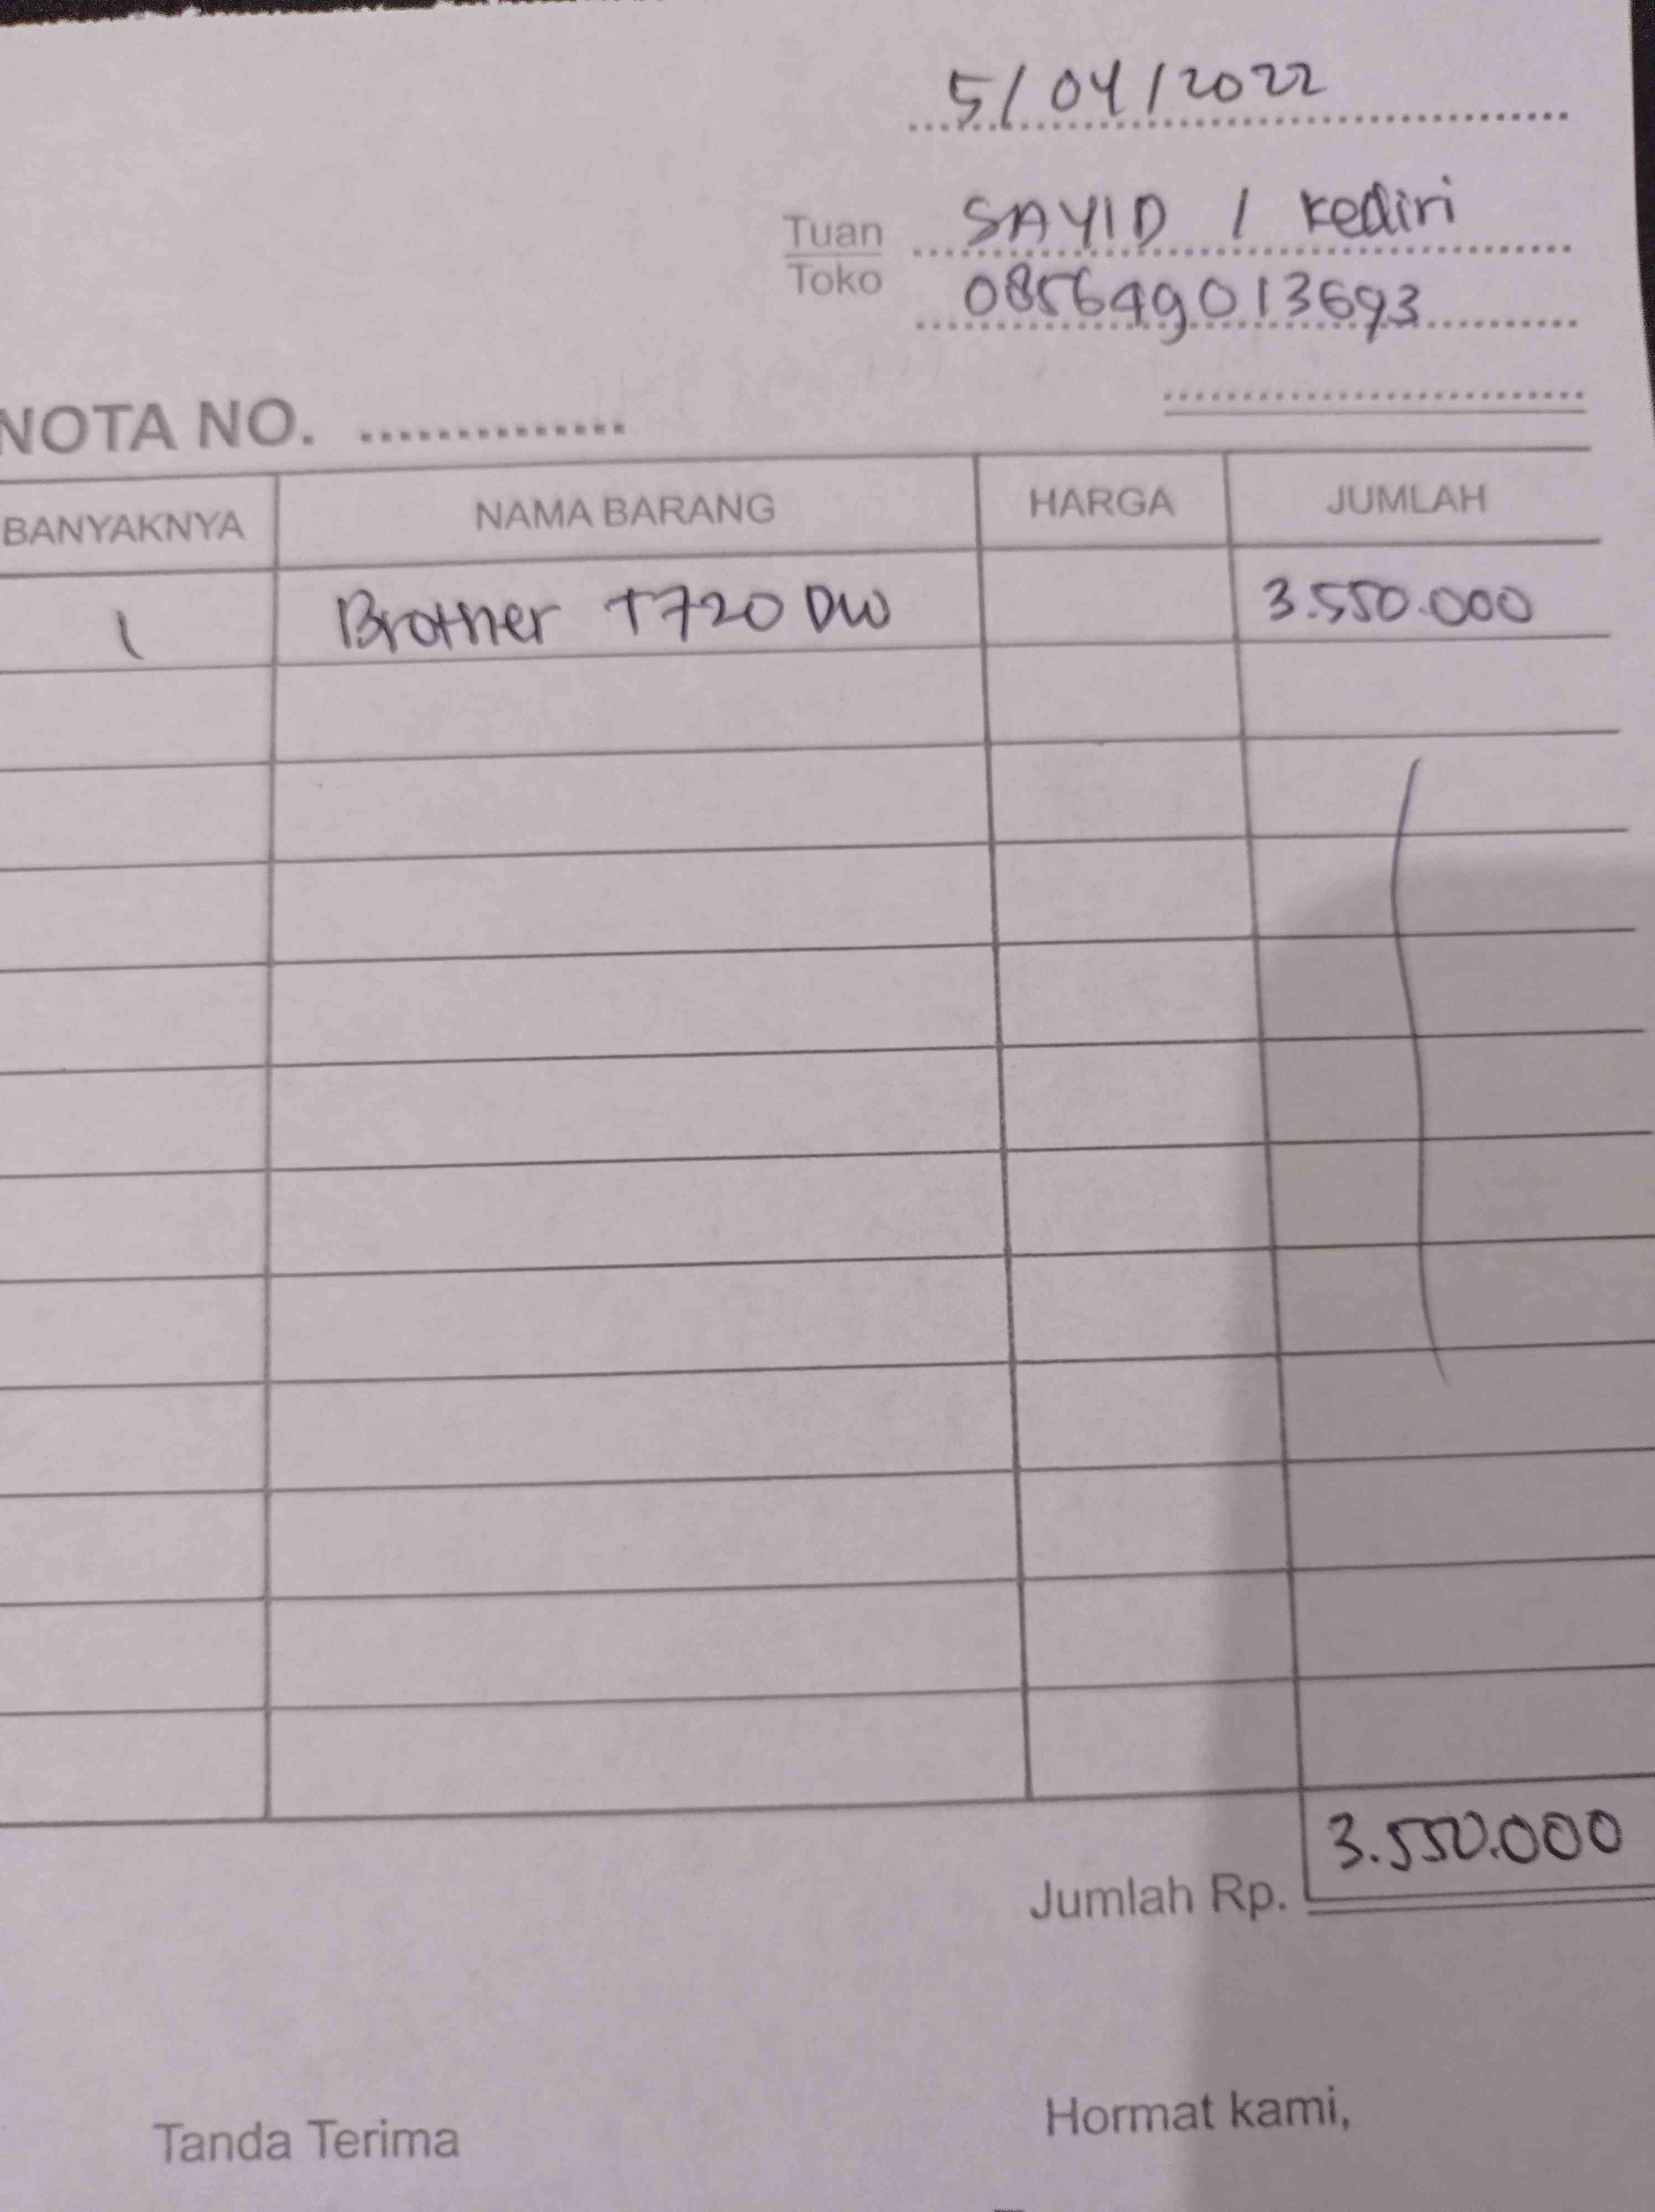 5/04/2022
Tuan SAYID / Kediri
Toko 085649013693
NOTA NO. ..............
BANYAKNYA NAMA BARANG HARGA JUMLAH
1 Brother T720 DW 3.550.000
Jumlah Rp. 3.550.000
Tanda Terima Hormat kami,